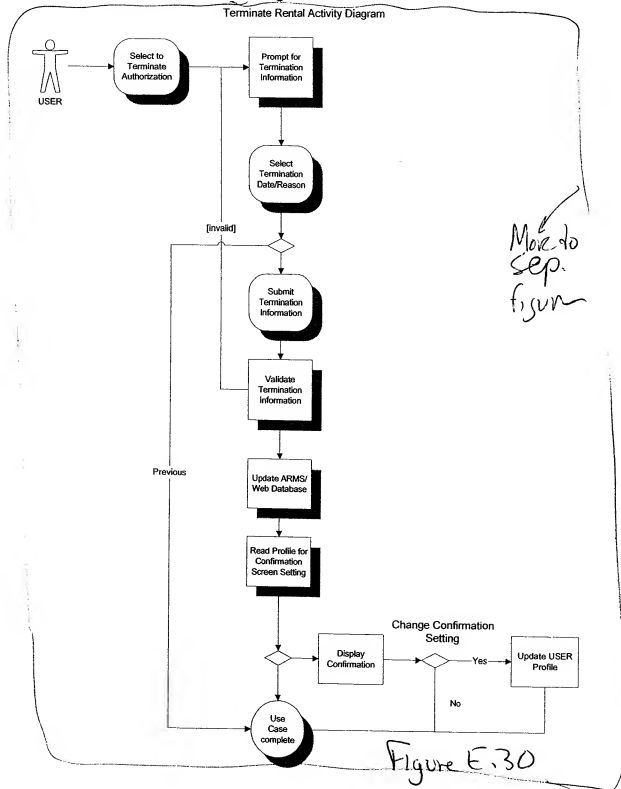 Terminate Rental Activity Diagram
Select to
Terminate
Authorization
Prompt for
Termination
Information
USER
Select
Termination
Date/Reason
[invalid]
Move to
sep.
figure
Submit
Termination
Information
Validate
Termination
Information
Previous
Update ARMS/
Web Database
Read Profile for
Confirmation
Screen Setting
Change Confirmation
Setting
Display
Confirmation
Yes
Update USER
Profile
No
Use
Case
complete
Figure E.30